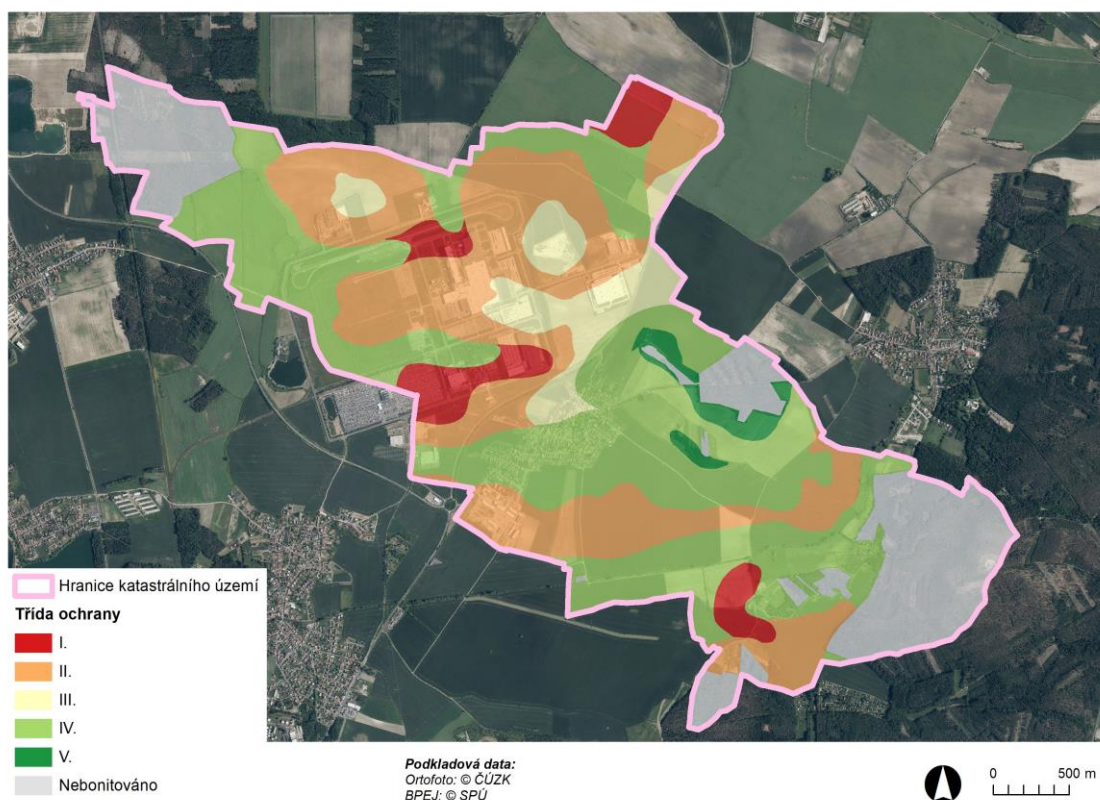 Hranice katastrálního území
Třída ochrany
I.
II.
III.
IV.
V.
Nebonitováno
Podkladová data:
Ortofoto: © ČÚZK
BPEJ: © SPÚ
0 500 m